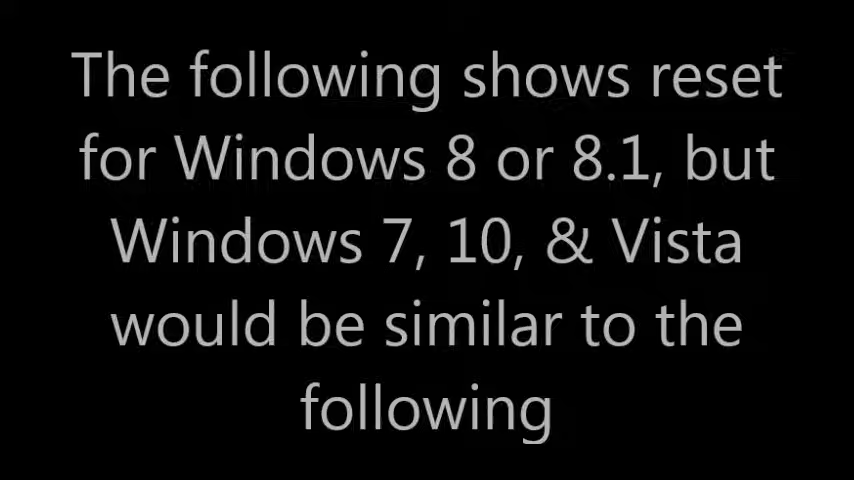 The following shows reset
for Windows 8 or 8.1, but
Windows 7, 10, & Vista
would be similar to the
following